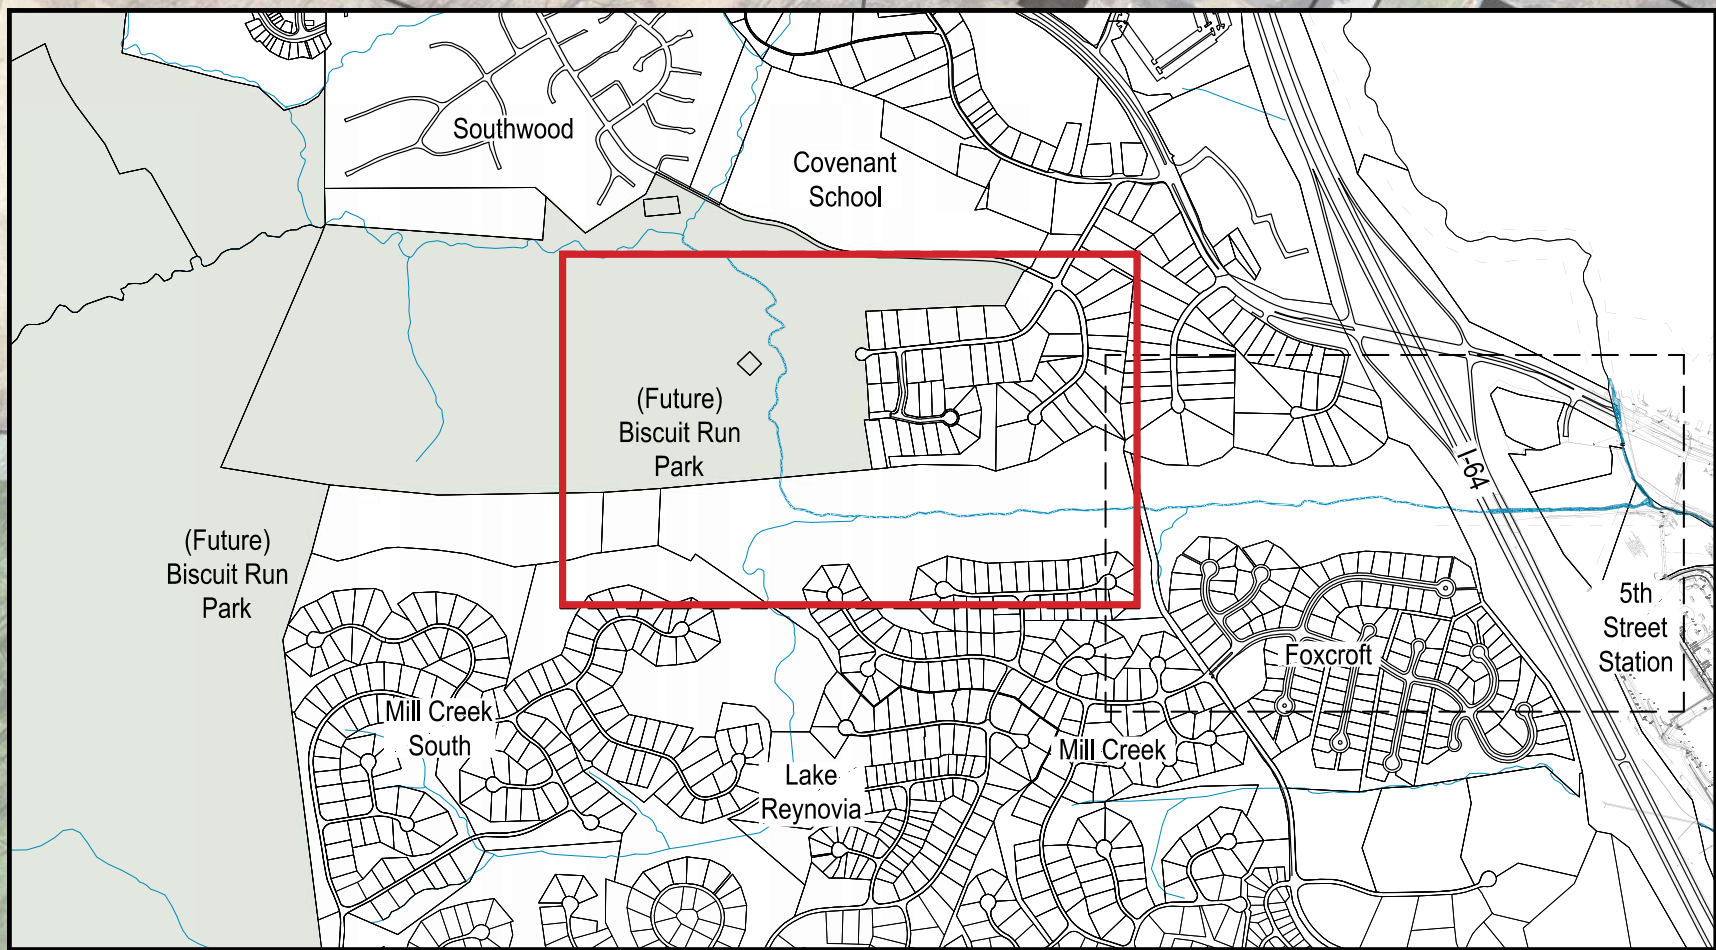 Southwood
Covenant
School
(Future)
Biscuit Run
Park
I-64
(Future)
Biscuit Run
Park
5th
Street
Station
Foxcroft
Mill Creek
South
Mill Creek
Lake
Reynovia